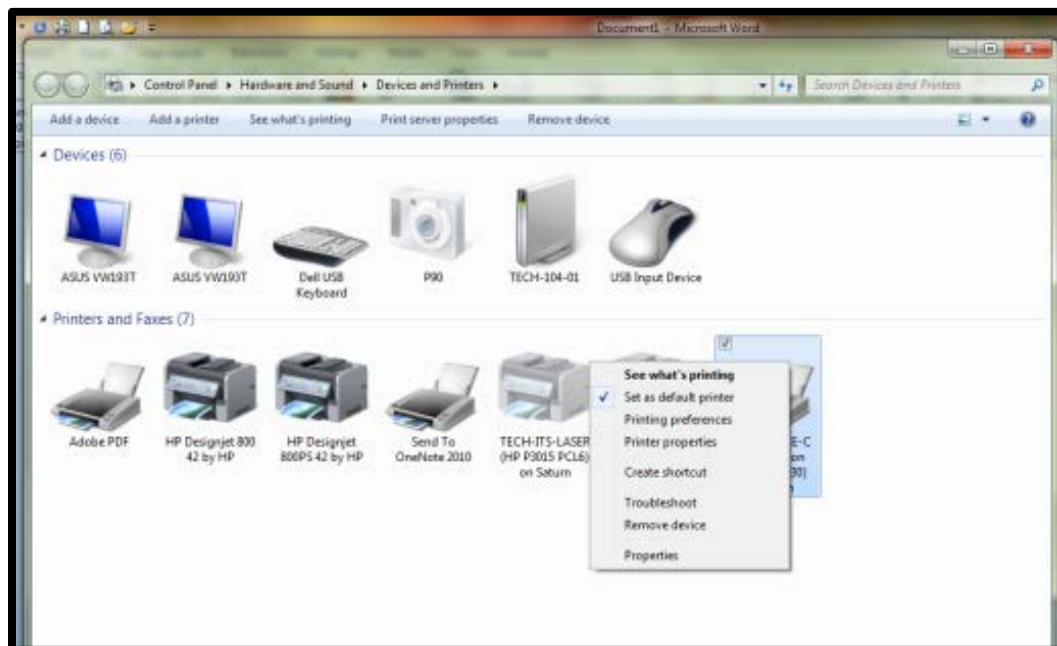 Document1 - Microsoft Word
Control Panel ▸ Hardware and Sound ▸ Devices and Printers ▸
Search Devices and Printers
Add a device Add a printer See what's printing Print server properties Remove device
Devices (6)
ASUS VW193T
ASUS VW193T
Dell USB
Keyboard
P90
TECH-104-01
USB Input Device
Printers and Faxes (7)
Adobe PDF
HP Designjet 800
42 by HP
HP Designjet
800PS 42 by HP
Send To
OneNote 2010
TECH-ITS-LASER
(HP P3015 PCL6)
on Saturn
E-C
on
30)
See what's printing
Set as default printer
Printing preferences
Printer properties
Create shortcut
Troubleshoot
Remove device
Properties